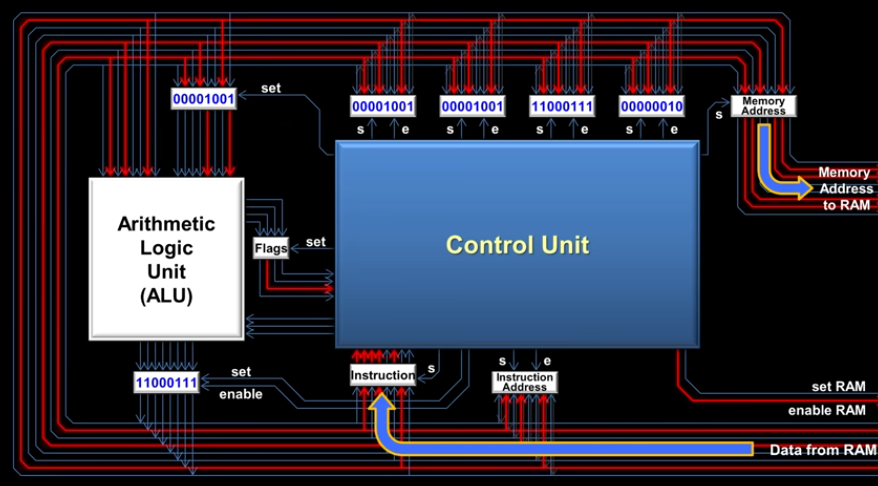 00001001
set
00001001
00001001
11000111
00000010
Memory
Address
s
e
s
e
s
e
s
e
s
Memory
Address
to RAM
Arithmetic
Logic
Unit
(ALU)
Flags
set
Control Unit
s
s
e
Instruction
Instruction
Address
11000111
set
enable
set RAM
enable RAM
Data from RAM